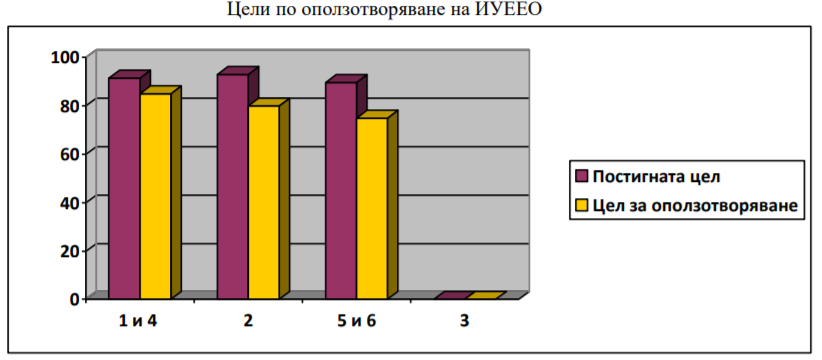 Цели по оползотворяване на ИУЕЕО
100
80
60
40
20
0
1 и 4
2
5 и 6
3
Постигната цел
Цел за оползотворяване